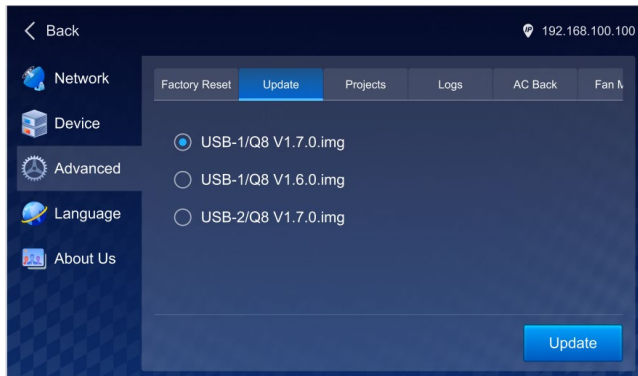 Back
IP 192.168.100.100
Network
Device
Advanced
Language
About Us
Factory Reset Update Projects Logs AC Back Fan M
USB-1/Q8 V1.7.0.img
USB-1/Q8 V1.6.0.img
USB-2/Q8 V1.7.0.img
Update